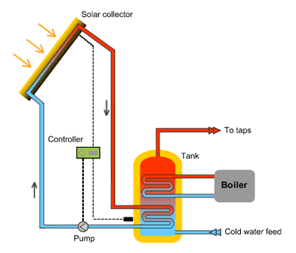 Solar collector
To taps
Controller
Tank
Boiler
Cold water feed
Pump